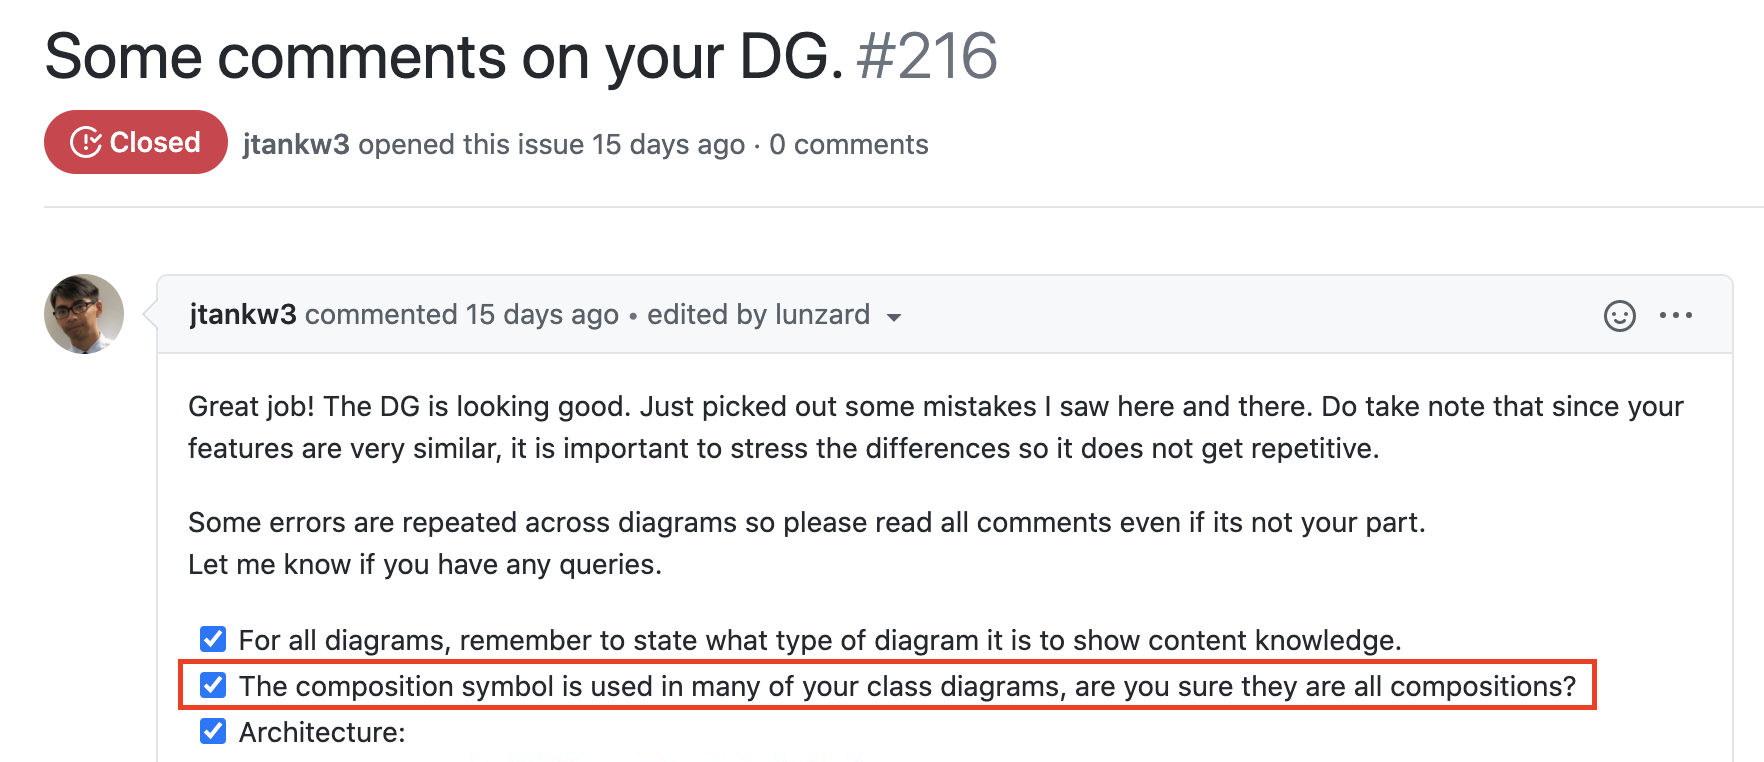 Some comments on your DG. #216
Closed
jtankw3 opened this issue 15 days ago · 0 comments
jtankw3 commented 15 days ago • edited by lunzard
Great job! The DG is looking good. Just picked out some mistakes I saw here and there. Do take note that since your
features are very similar, it is important to stress the differences so it does not get repetitive.
Some errors are repeated across diagrams so please read all comments even if its not your part.
Let me know if you have any queries.
For all diagrams, remember to state what type of diagram it is to show content knowledge.
The composition symbol is used in many of your class diagrams, are you sure they are all compositions?
Architecture: